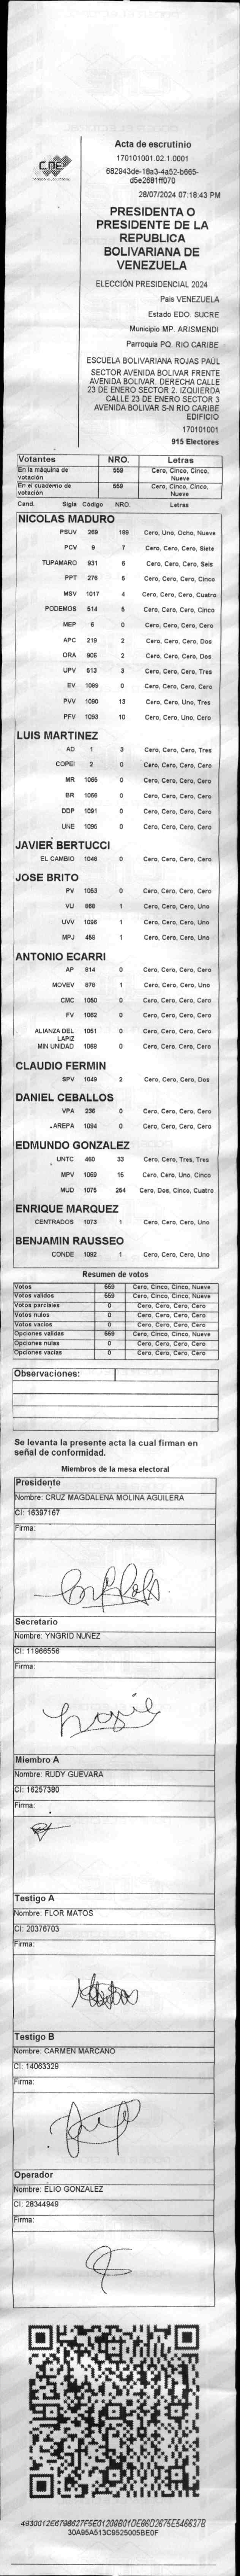 CNE
Acta de escrutinio
170101001.02.1.0001
682943de-18a3-4a52-b665-
d5e2681ff070
28/07/2024 07:18:43 PM
PRESIDENTA O
PRESIDENTE DE LA
REPUBLICA
BOLIVARIANA DE
VENEZUELA
ELECCIÓN PRESIDENCIAL 2024
Pais VENEZUELA
Estado EDO. SUCRE
Municipio MP. ARISMENDI
Parroquia PQ. RIO CARIBE
ESCUELA BOLIVARIANA ROJAS PAÚL
SECTOR AVENIDA BOLIVAR FRENTE
AVENIDA BOLIVAR. DERECHA CALLE
23 DE ENERO SECTOR 2. IZQUIERDA
CALLE 23 DE ENERO SECTOR 3
AVENIDA BOLIVAR S-N RIO CARIBE
EDIFICIO
170101001
915 Electores
Votantes NRO. Letras
En la máquina de votación 559 Cero, Cinco, Cinco, Nueve
En el cuaderno de votación 559 Cero, Cinco, Cinco, Nueve
Cand. Sigla Código NRO. Letras
NICOLAS MADURO
PSUV 269 189 Cero, Uno, Ocho, Nueve
PCV 9 7 Cero, Cero, Cero, Siete
TUPAMARO 931 6 Cero, Cero, Cero, Seis
PPT 276 5 Cero, Cero, Cero, Cinco
MSV 1017 4 Cero, Cero, Cero, Cuatro
PODEMOS 514 5 Cero, Cero, Cero, Cinco
MEP 6 0 Cero, Cero, Cero, Cero
APC 219 2 Cero, Cero, Cero, Dos
ORA 906 2 Cero, Cero, Cero, Dos
UPV 513 3 Cero, Cero, Cero, Tres
EV 1089 0 Cero, Cero, Cero, Cero
PVV 1090 13 Cero, Cero, Uno, Tres
PFV 1093 10 Cero, Cero, Uno, Cero
LUIS MARTINEZ
AD 1 3 Cero, Cero, Cero, Tres
COPEI 2 0 Cero, Cero, Cero, Cero
MR 1065 0 Cero, Cero, Cero, Cero
BR 1066 0 Cero, Cero, Cero, Cero
DDP 1091 0 Cero, Cero, Cero, Cero
UNE 1095 0 Cero, Cero, Cero, Cero
JAVIER BERTUCCI
EL CAMBIO 1048 0 Cero, Cero, Cero, Cero
JOSE BRITO
PV 1053 0 Cero, Cero, Cero, Cero
VU 968 1 Cero, Cero, Cero, Uno
UVV 1096 1 Cero, Cero, Cero, Uno
MPJ 459 1 Cero, Cero, Cero, Uno
ANTONIO ECARRI
AP 914 0 Cero, Cero, Cero, Cero
MOVEV 979 1 Cero, Cero, Cero, Uno
CMC 1050 0 Cero, Cero, Cero, Cero
FV 1062 0 Cero, Cero, Cero, Cero
ALIANZA DEL LAPIZ 1051 0 Cero, Cero, Cero, Cero
MIN UNIDAD 1068 0 Cero, Cero, Cero, Cero
CLAUDIO FERMIN
SPV 1049 2 Cero, Cero, Cero, Dos
DANIEL CEBALLOS
VPA 236 0 Cero, Cero, Cero, Cero
AREPA 1094 0 Cero, Cero, Cero, Cero
EDMUNDO GONZALEZ
UNTC 460 33 Cero, Cero, Tres, Tres
MPV 1069 15 Cero, Cero, Uno, Cinco
MUD 1075 254 Cero, Dos, Cinco, Cuatro
ENRIQUE MARQUEZ
CENTRADOS 1073 1 Cero, Cero, Cero, Uno
BENJAMIN RAUSSEO
CONDE 1092 1 Cero, Cero, Cero, Uno
Resumen de votos
Votos 559 Cero, Cinco, Cinco, Nueve
Votos validos 559 Cero, Cinco, Cinco, Nueve
Votos parciales 0 Cero, Cero, Cero, Cero
Votos nulos 0 Cero, Cero, Cero, Cero
Votos vacios 0 Cero, Cero, Cero, Cero
Opciones validas 559 Cero, Cinco, Cinco, Nueve
Opciones nulas 0 Cero, Cero, Cero, Cero
Opciones vacias 0 Cero, Cero, Cero, Cero
Observaciones:
Se levanta la presente acta la cual firman en
señal de conformidad.
Miembros de la mesa electoral
Presidente
Nombre: CRUZ MAGDALENA MOLINA AGUILERA
CI: 16397167
Firma:
Secretario
Nombre: YNGRID NUÑEZ
CI: 11966556
Firma:
Miembro A
Nombre: RUDY GUEVARA
CI: 16257380
Firma:
Testigo A
Nombre: FLOR MATOS
CI: 20376703
Firma:
Testigo B
Nombre: CARMEN MARCANO
CI: 14063329
Firma:
Operador
Nombre: ELIO GONZALEZ
CI: 28344949
Firma:
30A95A513C9525005BE0F